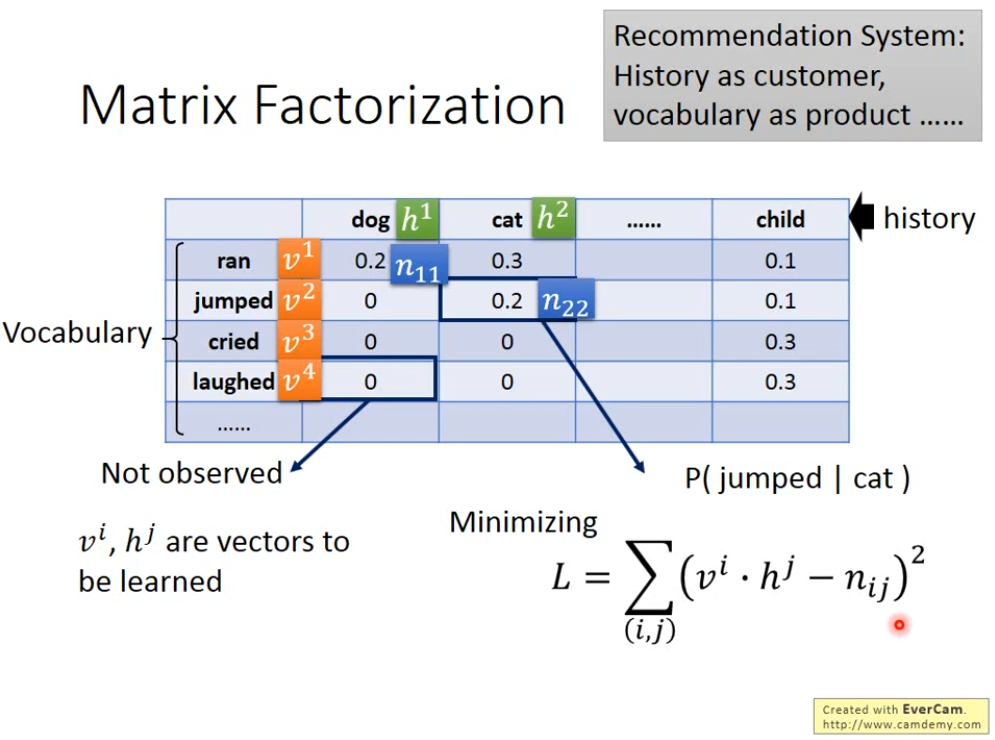 Recommendation System:
History as customer,
vocabulary as product ……
Matrix Factorization
dog h¹ cat h² …… child
history
ran v¹ 0.2 n₁₁ 0.3 0.1
jumped v² 0 0.2 n₂₂ 0.1
Vocabulary
cried v³ 0 0 0.3
laughed v⁴ 0 0 0.3
……
Not observed
P( jumped | cat )
vⁱ, hʲ are vectors to
be learned
Minimizing
L = ∑(i,j) (vⁱ · hʲ − nᵢⱼ)²
Created with EverCam.
http://www.camdemy.com